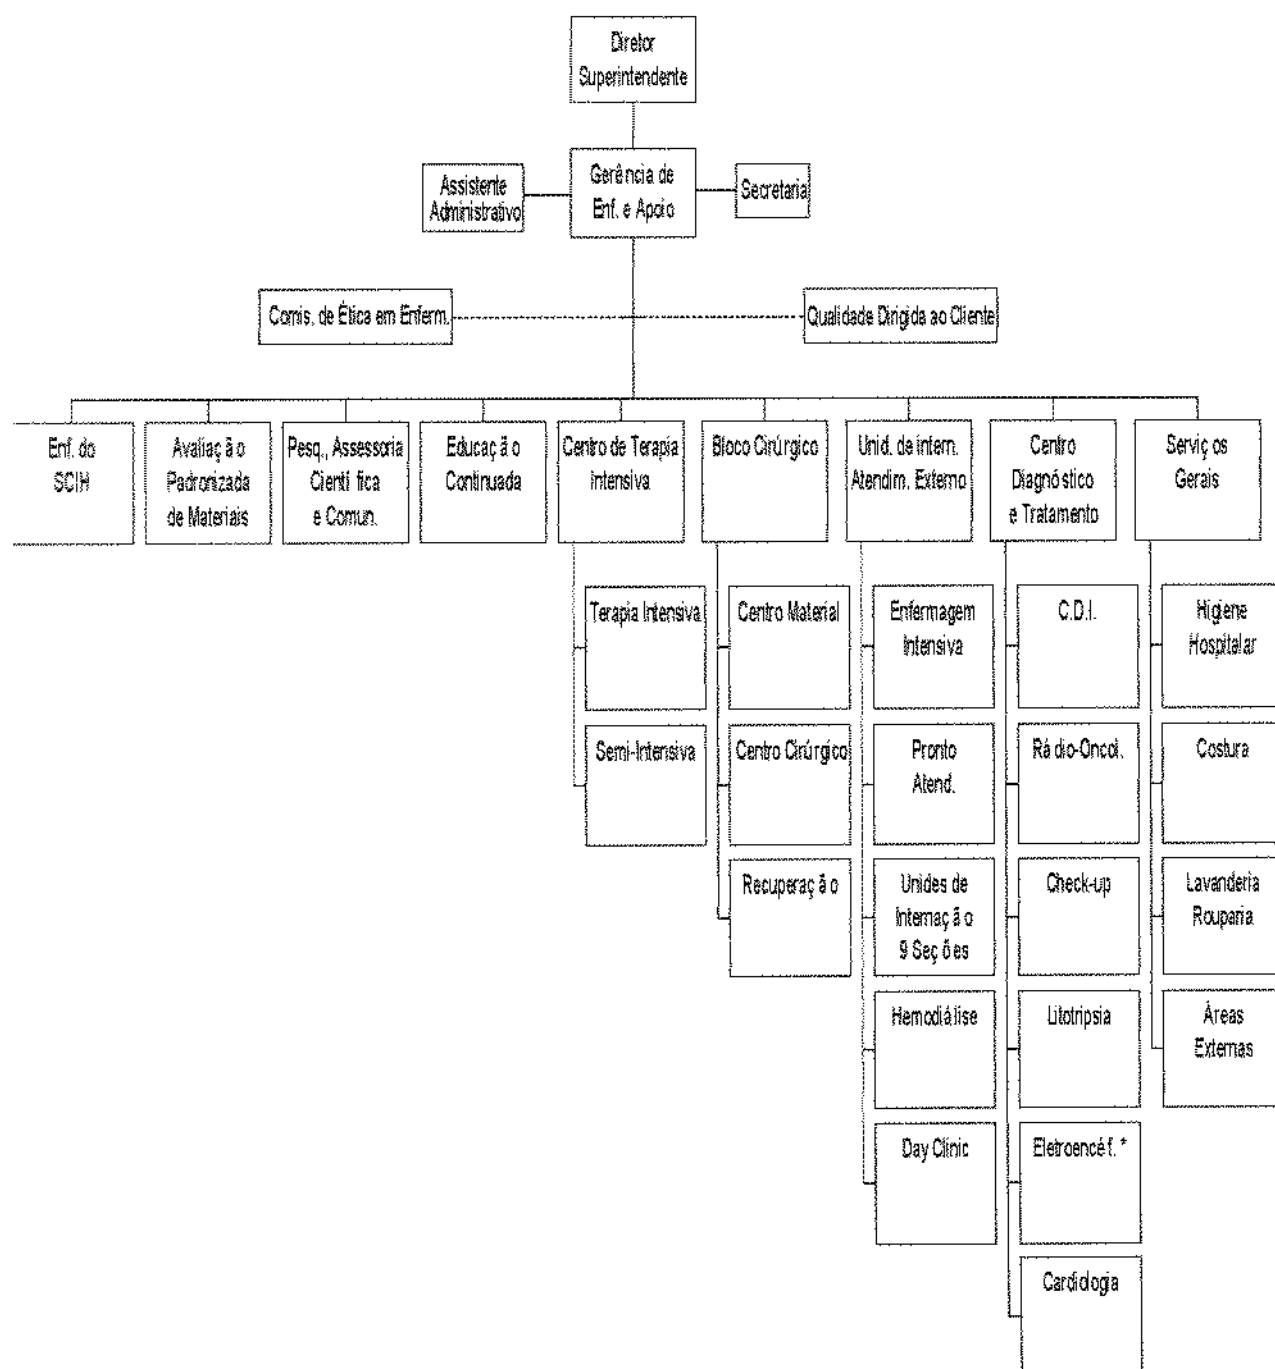 Diretor
Superintendente
Gerência de
Enf. e Apoio
Assistente
Administrativo
Secretaria
Comis. de Ética em Enferm.
Qualidade Dirigida ao Cliente
Enf. do
SCIH
Avaliação
Padronizada
de Materiais
Pesq., Assessoria
Científica
e Comun.
Educação
Continuada
Centro de Terapia
Intensiva
Bloco Cirúrgico
Unid. de intern.
Atendim. Externo
Centro
Diagnóstico
e Tratamento
Serviços
Gerais
Terapia Intensiva
Semi-Intensiva
Centro Material
Centro Cirúrgico
Recuperação
Enfermagem
Intensiva
Pronto
Atend.
Unides de
Internação
9 Seções
Hemodiálise
Day Clinic
C.D.I.
Rádio-Oncol.
Check-up
Litotripsia
Eletroencéf. *
Cardiologia
Higiene
Hospitalar
Costura
Lavanderia
Rouparia
Áreas
Externas